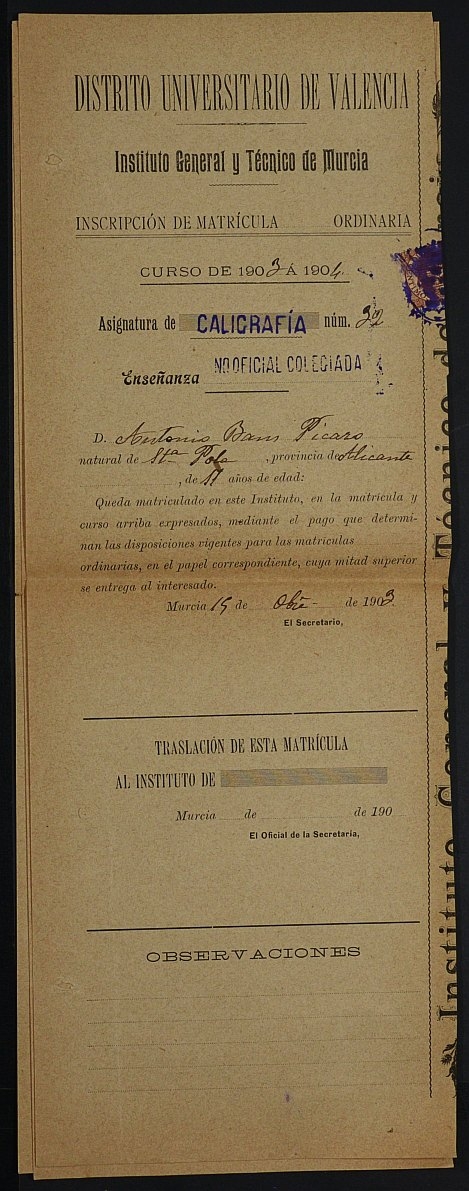 DISTRITO UNIVERSITARIO DE VALENCIA
Instituto General y Técnico de Murcia
INSCRIPCIÓN DE MATRÍCULA ORDINARIA
CURSO DE 1903 Á 1904
Asignatura de CALIGRAFÍA núm. 32
Enseñanza NO OFICIAL COLEGIADA
D. Antonio Bans Picaro
natural de Sta Pola, provincia de Alicante
, de 11 años de edad:
Queda matriculado en este Instituto, en la matrícula y
curso arriba expresados, mediante el pago que determi-
nan las disposiciones vigentes para las matrículas
ordinarias, en el papel correspondiente, cuya mitad superior
se entrega al interesado.
Murcia 15 de Obre de 1903.
El Secretario,
TRASLACIÓN DE ESTA MATRÍCULA
AL INSTITUTO DE
Murcia de de 190
El Oficial de la Secretaría,
OBSERVACIONES
Instituto General y Técnico de